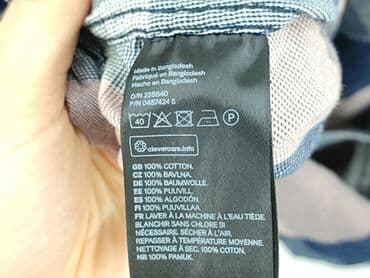 Made in Bangladesh
Fabriqué en Bangladesh
Hecho en Bangladesh
O/N 235540
P/N 0487424 S
40
P
clevercare.info
GB 100% COTTON.
CZ 100% BAVLNA.
DE 100% BAUMWOLLE.
EE 100% PUUVILL.
ES 100% ALGODÓN.
FI 100% PUUVILLAA.
FR LAVER À LA MACHINE À L'EAU TIÈDE.
BLANCHIR SANS CHLORE SI
NÉCESSAIRE. SÉCHER À L'AIR.
REPASSER À TEMPÉRATURE MOYENNE.
NETTOYAGE À SEC. 100% COTON.
HR 100% PAMUK.